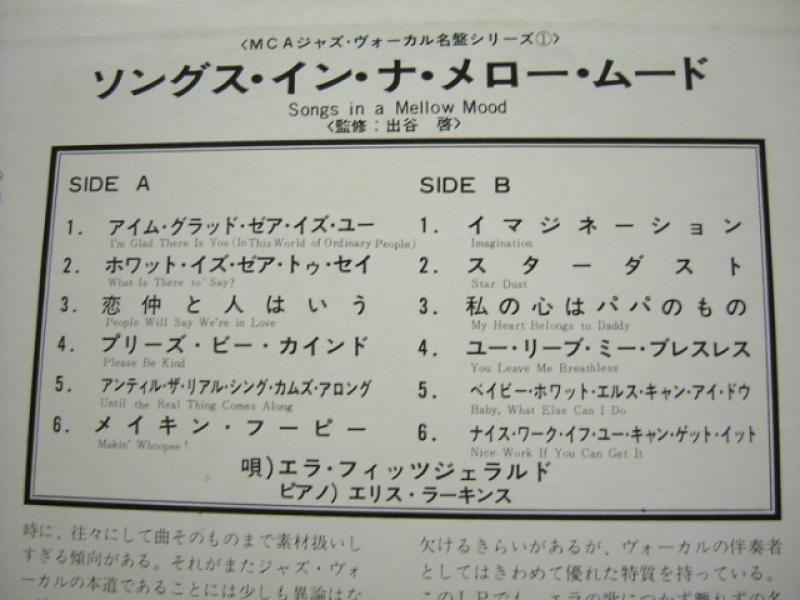 〈MCAジャズ・ヴォーカル名盤シリーズ①〉
ソングス・イン・ナ・メロー・ムード
Songs in a Mellow Mood
〈監修：出谷 啓〉
SIDE A
1. アイム・グラッド・ゼア・イズ・ユー
I'm Glad There Is You (In This World of Ordinary People)
2. ホワット・イズ・ゼア・トゥ・セイ
What Is There to Say?
3. 恋仲と人はいう
People Will Say We're in Love
4. プリーズ・ビー・カインド
Please Be Kind
5. アンティル・ザ・リアル・シング・カムズ・アロング
Until the Real Thing Comes Along
6. メイキン・フーピー
Makin' Whoopee!
SIDE B
1. イマジネーション
Imagination
2. スターダスト
Star Dust
3. 私の心はパパのもの
My Heart Belongs to Daddy
4. ユー・リーブ・ミー・ブレスレス
You Leave Me Breathless
5. ベイビー・ホワット・エルス・キャン・アイ・ドウ
Baby, What Else Can I Do
6. ナイス・ワーク・イフ・ユー・キャン・ゲット・イット
Nice Work If You Can Get It
唄）エラ・フィッツジェラルド
ピアノ）エリス・ラーキンス
時に、往々にして曲そのものまで素材扱いし
すぎる傾向がある。それがまたジャズ・ヴォ
ーカルの本道であることには少しも異論はな
欠けるきらいがあるが、ヴォーカルの伴奏者
としてはきわめて優れた特質を持っている。
このLPでも、エラの歌につかず離れずの名